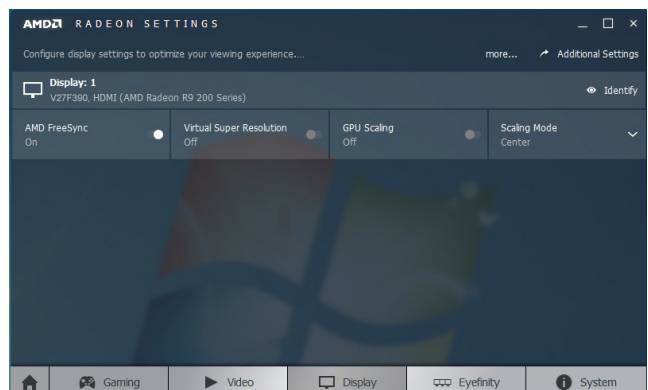 AMD RADEON SETTINGS
Configure display settings to optimize your viewing experience....
more...
Additional Settings
Display: 1
V27F390, HDMI (AMD Radeon R9 200 Series)
Identify
AMD FreeSync
On
Virtual Super Resolution
Off
GPU Scaling
Off
Scaling Mode
Center
Gaming
Video
Display
Eyefinity
System